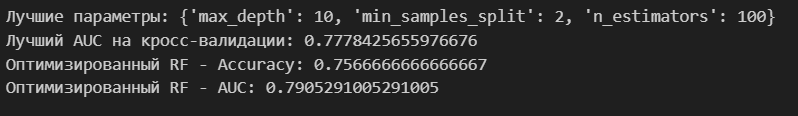 Лучшие параметры: {'max_depth': 10, 'min_samples_split': 2, 'n_estimators': 100}
Лучший AUC на кросс-валидации: 0.7778425655976676
Оптимизированный RF - Accuracy: 0.7566666666666667
Оптимизированный RF - AUC: 0.7905291005291005